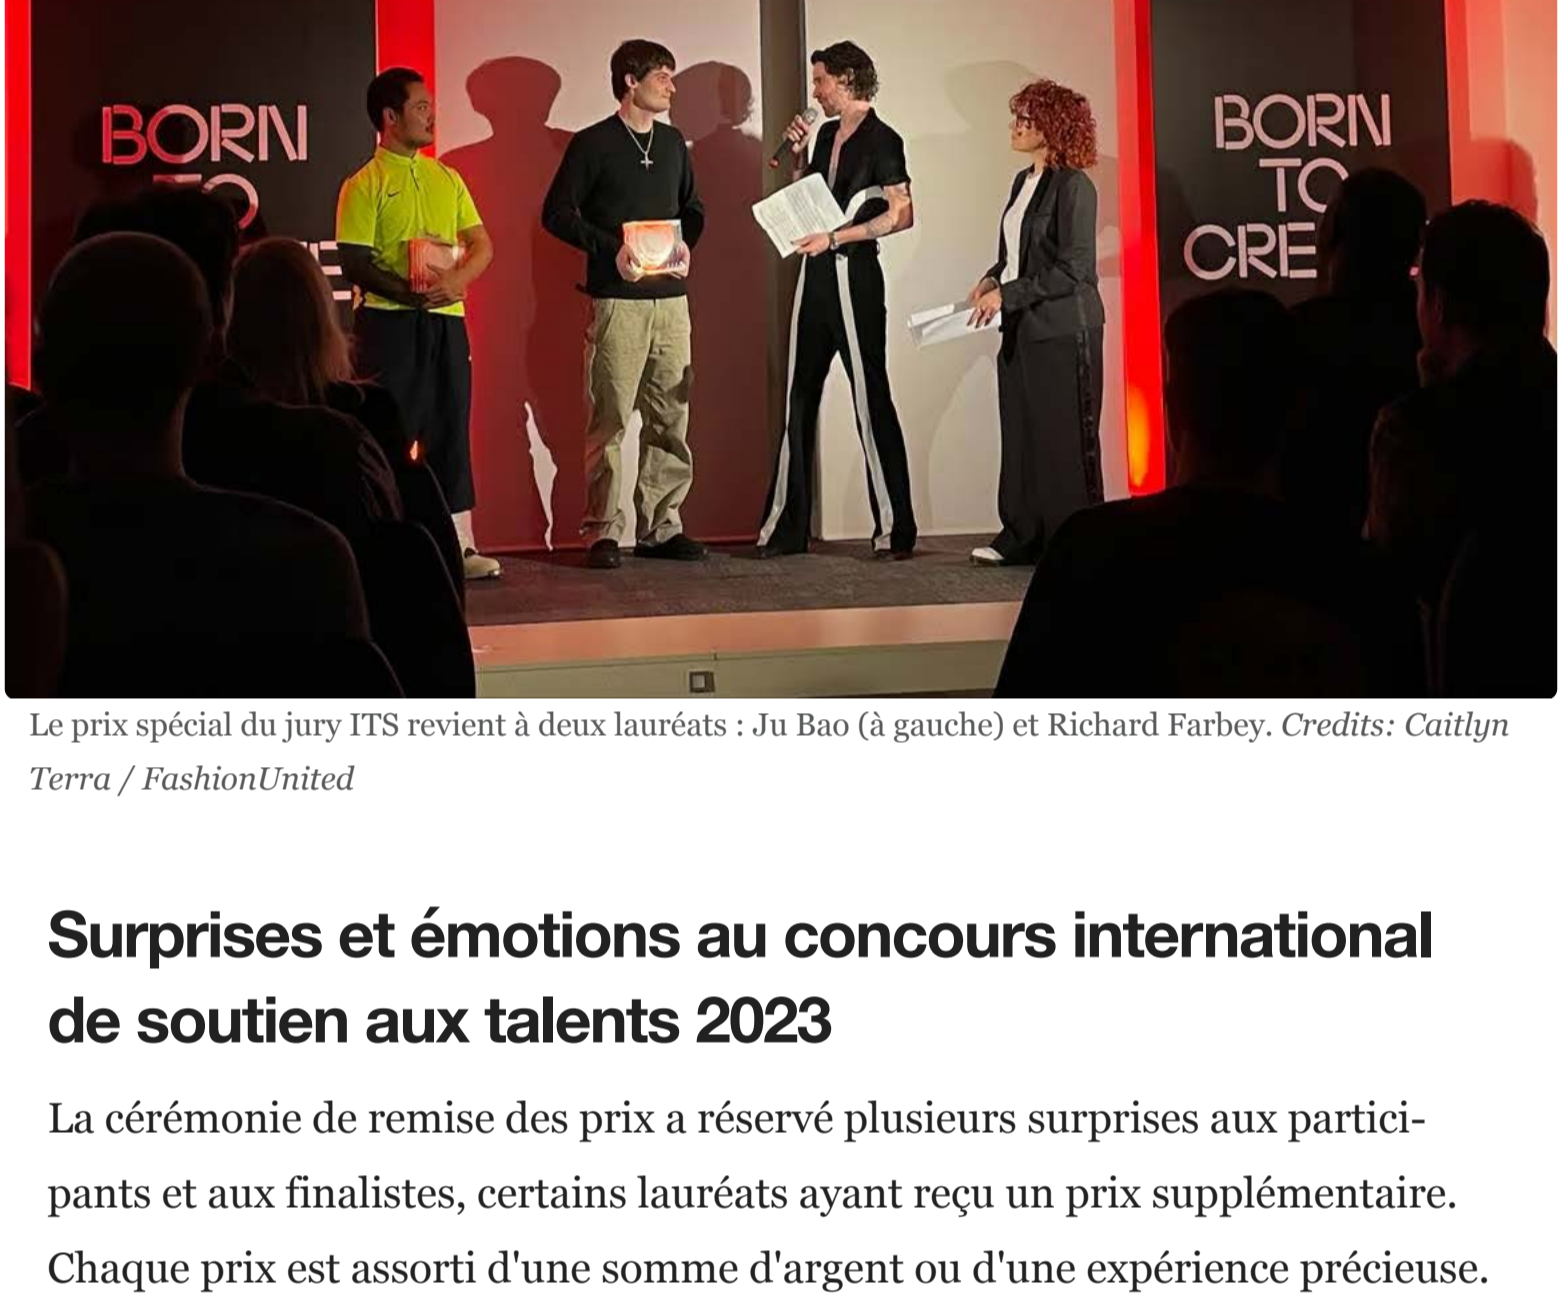 BORN
TO
BORN
TO
CRE
Le prix spécial du jury ITS revient à deux lauréats : Ju Bao (à gauche) et Richard Farbey. Credits: Caitlyn
Terra / FashionUnited
Surprises et émotions au concours international
de soutien aux talents 2023
La cérémonie de remise des prix a réservé plusieurs surprises aux partici-
pants et aux finalistes, certains lauréats ayant reçu un prix supplémentaire.
Chaque prix est assorti d'une somme d'argent ou d'une expérience précieuse.